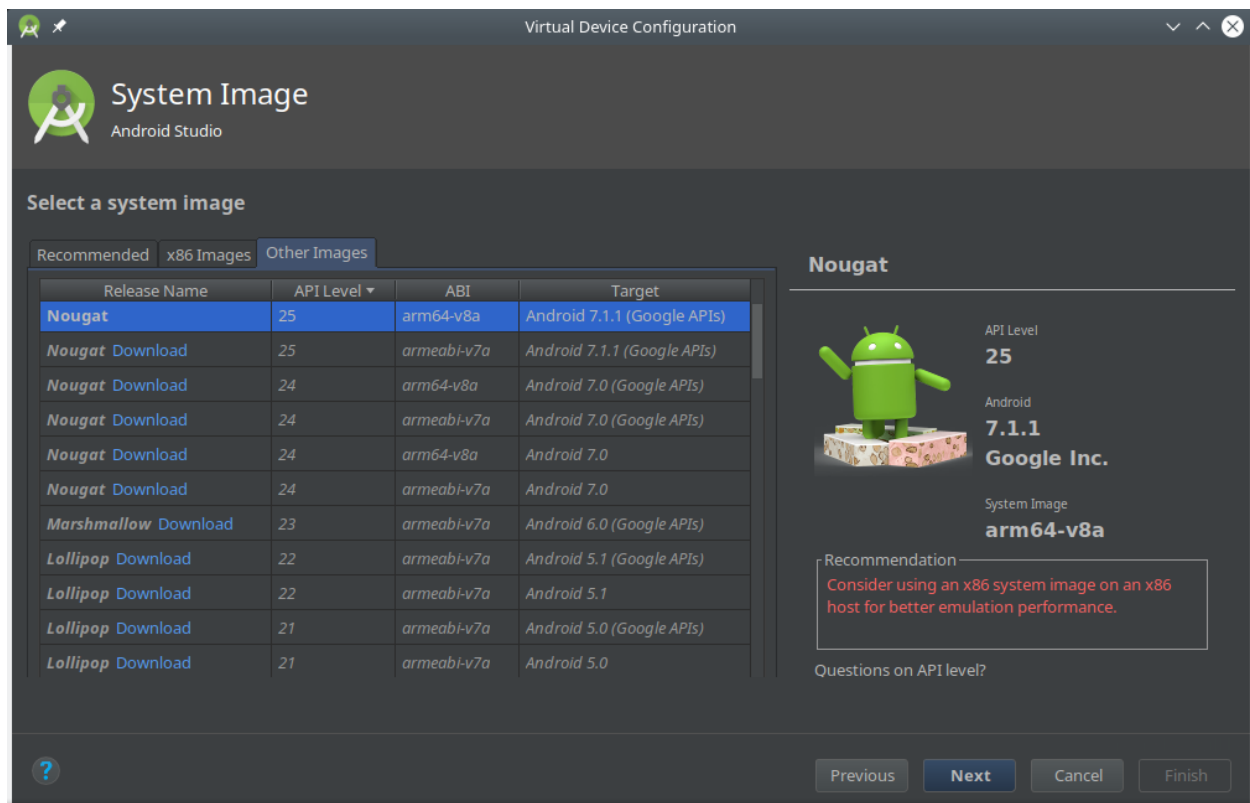 Virtual Device Configuration
System Image
Android Studio
Select a system image
Recommended x86 Images Other Images
Release Name API Level ABI Target
Nougat 25 arm64-v8a Android 7.1.1 (Google APIs)
Nougat Download 25 armeabi-v7a Android 7.1.1 (Google APIs)
Nougat Download 24 arm64-v8a Android 7.0 (Google APIs)
Nougat Download 24 armeabi-v7a Android 7.0 (Google APIs)
Nougat Download 24 arm64-v8a Android 7.0
Nougat Download 24 armeabi-v7a Android 7.0
Marshmallow Download 23 armeabi-v7a Android 6.0 (Google APIs)
Lollipop Download 22 armeabi-v7a Android 5.1 (Google APIs)
Lollipop Download 22 armeabi-v7a Android 5.1
Lollipop Download 21 armeabi-v7a Android 5.0 (Google APIs)
Lollipop Download 21 armeabi-v7a Android 5.0
Nougat
API Level
25
Android
7.1.1
Google Inc.
System Image
arm64-v8a
Recommendation
Consider using an x86 system image on an x86
host for better emulation performance.
Questions on API level?
?
Previous Next Cancel Finish